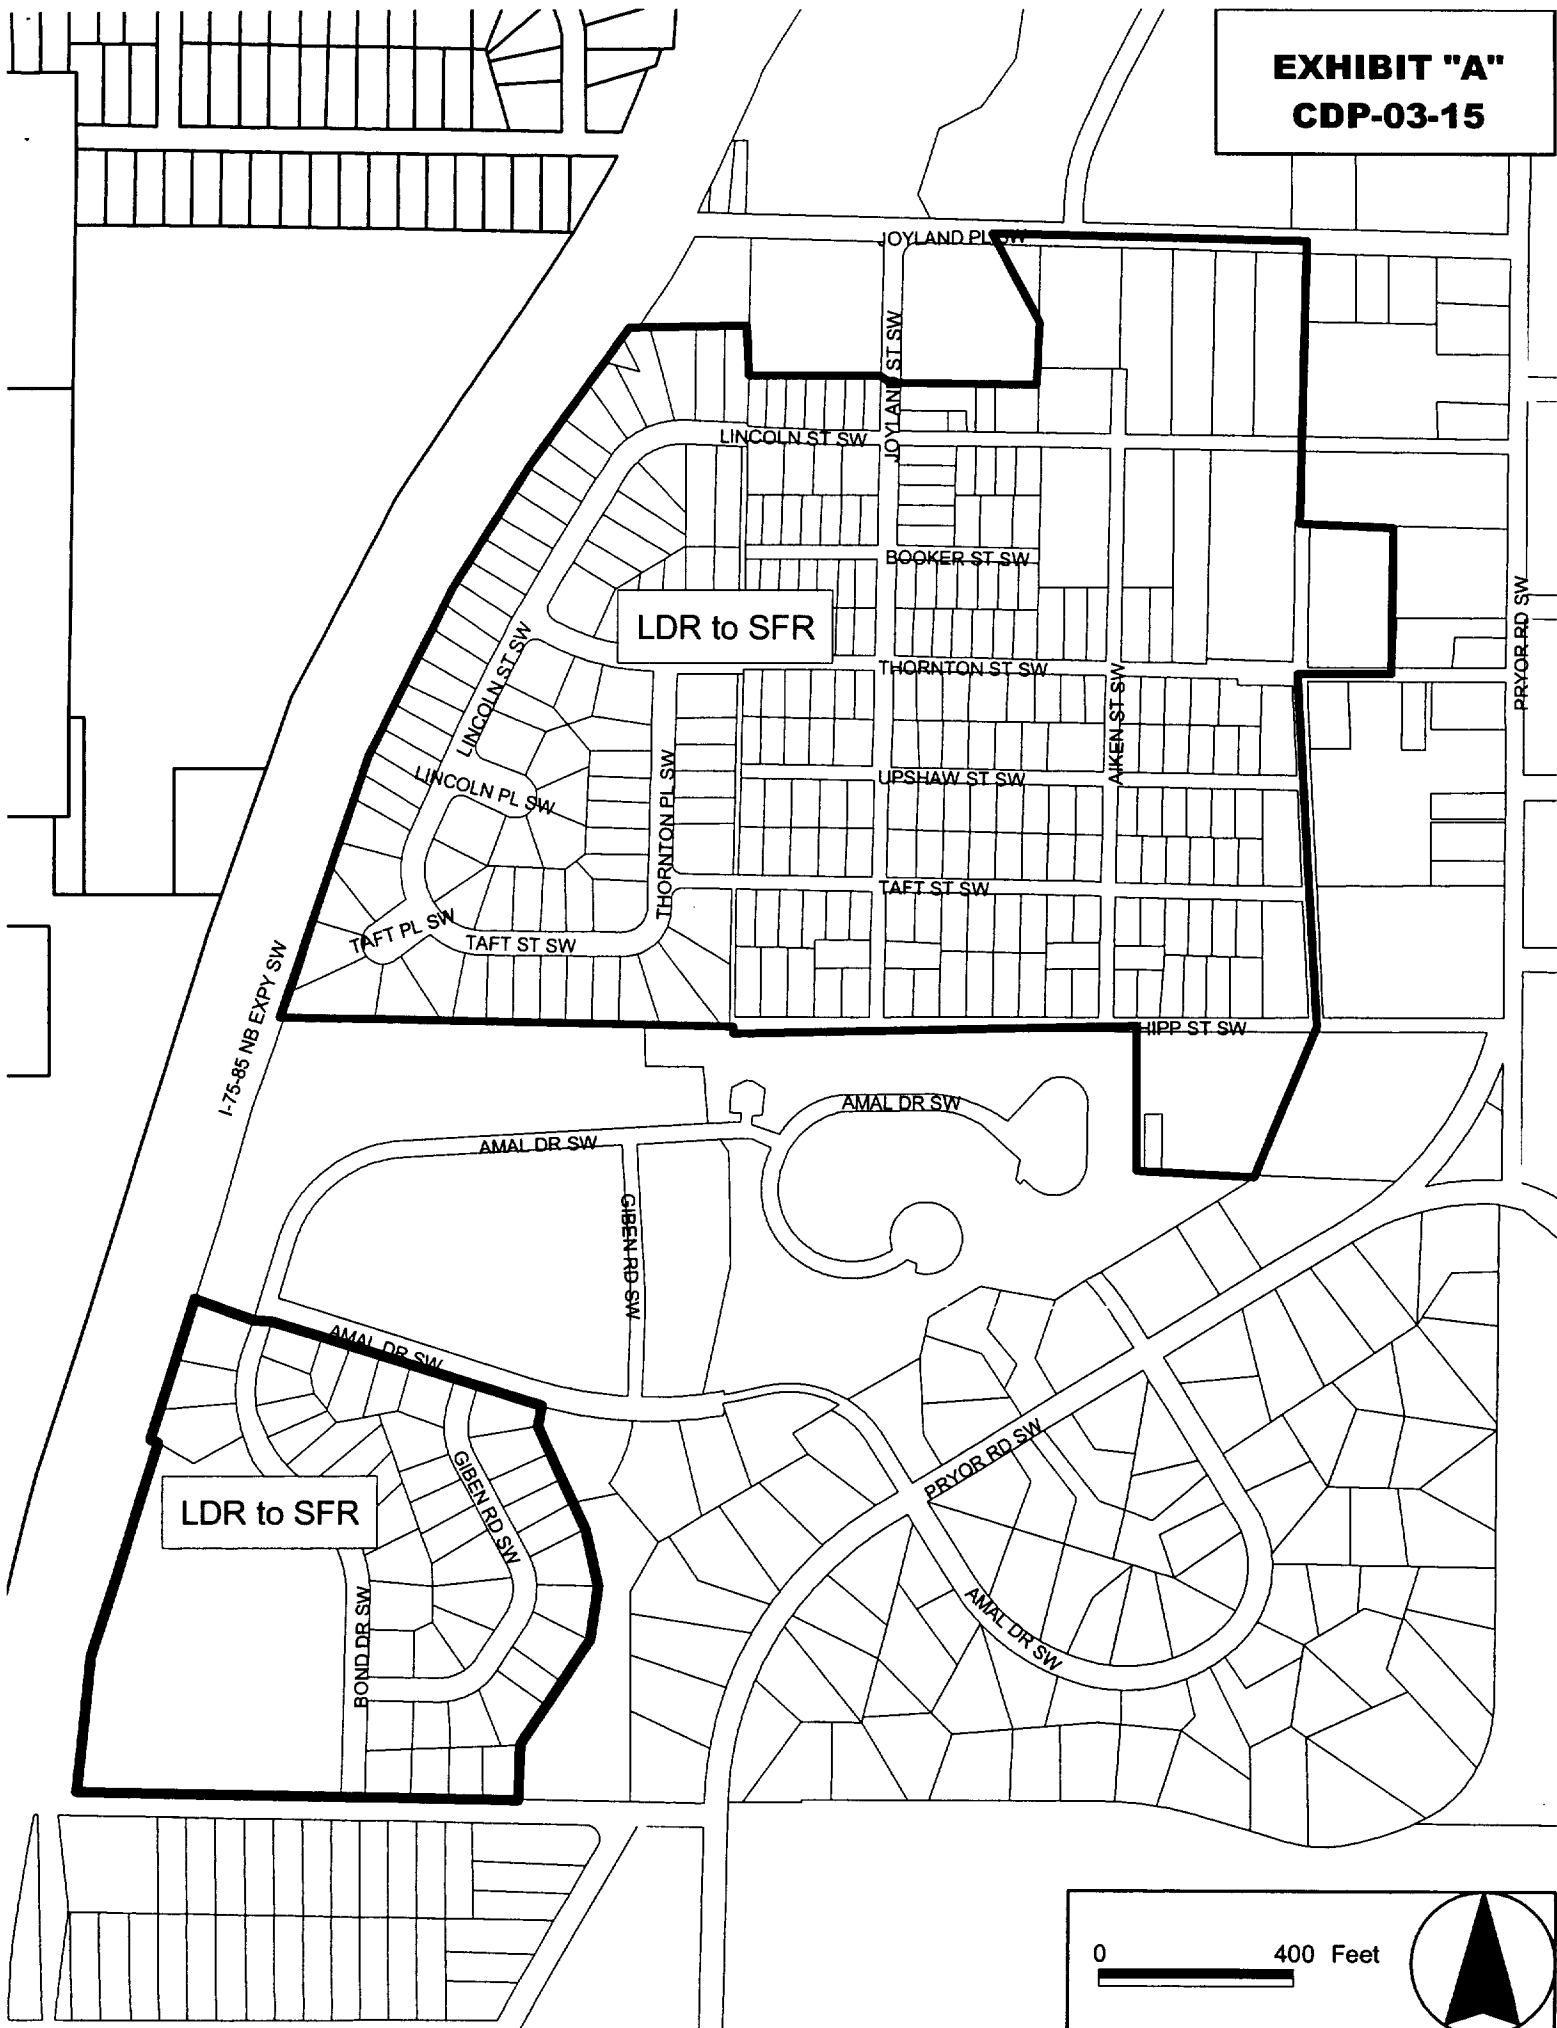 EXHIBIT "A"
CDP-03-15
JOYLAND PL SW
JOYLAND ST SW
LINCOLN ST SW
BOOKER ST SW
LDR to SFR
PRYOR RD SW
LINCOLN ST SW
THORNTON ST SW
AIKEN ST SW
LINCOLN PL SW
THORNTON PL SW
UPSHAW ST SW
TAFT ST SW
TAFT PL SW
TAFT ST SW
I-75-85 NB EXPY SW
HIPP ST SW
AMAL DR SW
AMAL DR SW
GIBEN RD SW
AMAL DR SW
PRYOR RD SW
GIBEN RD SW
LDR to SFR
BOND DR SW
AMAL DR SW
0 400 Feet